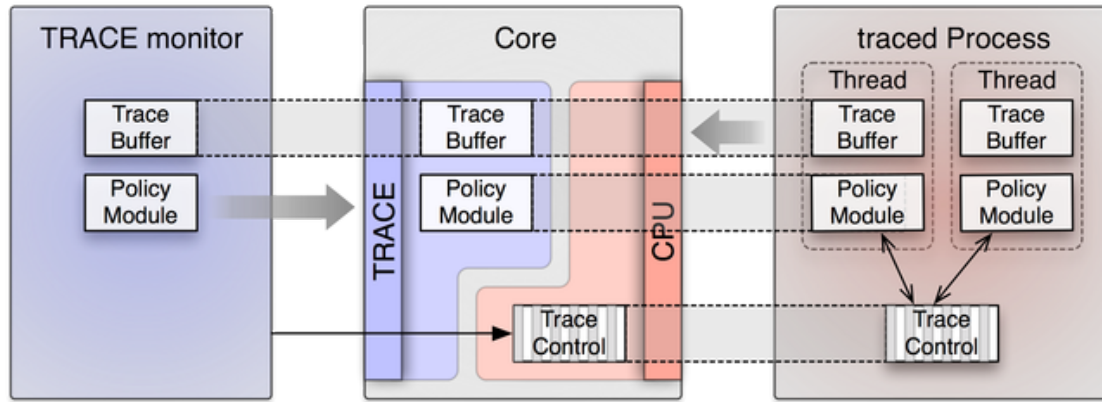 TRACE monitor
Trace
Buffer
Policy
Module
Core
TRACE
Trace
Buffer
Policy
Module
CPU
Trace
Control
traced Process
Thread
Trace
Buffer
Policy
Module
Thread
Trace
Buffer
Policy
Module
Trace
Control